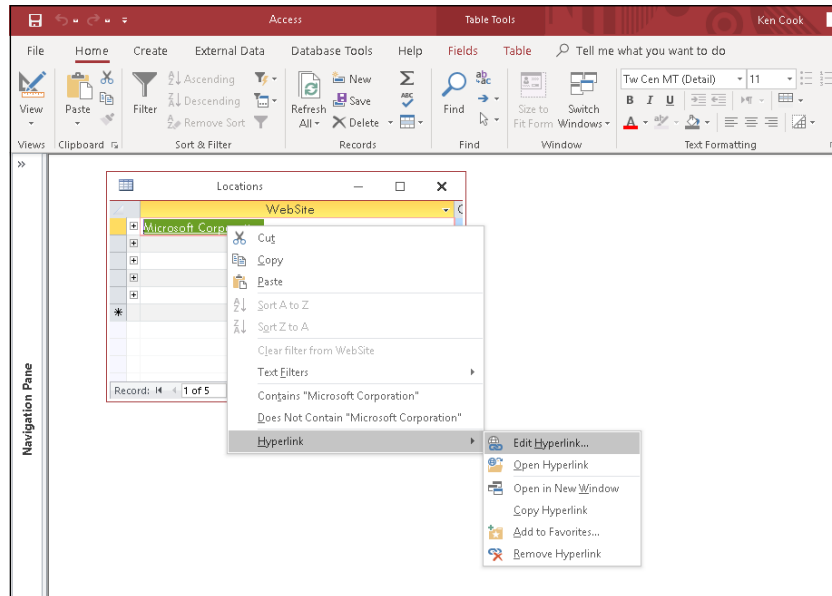 Access
Table Tools
Ken Cook
File Home Create External Data Database Tools Help Fields Table Tell me what you want to do
View
Paste
Filter
Ascending
Descending
Remove Sort
Refresh
All
New
Save
Delete
ABC
Find
ab
ac
Size to
Fit Form
Switch
Windows
Tw Cen MT (Detail) 11
B I U
A
Views Clipboard Sort & Filter Records Find Window Text Formatting
Navigation Pane
Locations
WebSite
Microsoft Corp
Record: 1 of 5
Cut
Copy
Paste
Sort A to Z
Sort Z to A
Clear filter from WebSite
Text Filters
Contains "Microsoft Corporation"
Does Not Contain "Microsoft Corporation"
Hyperlink
Edit Hyperlink...
Open Hyperlink
Open in New Window
Copy Hyperlink
Add to Favorites...
Remove Hyperlink